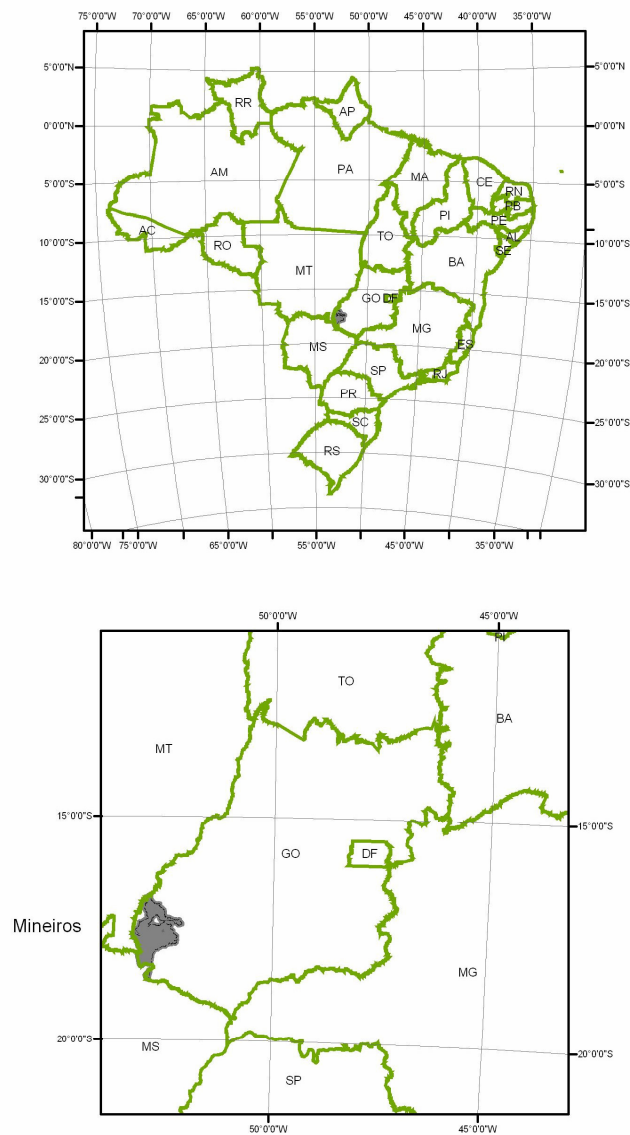 75°0'0"W 70°0'0"W 65°0'0"W 60°0'0"W 55°0'0"W 50°0'0"W 45°0'0"W 40°0'0"W 35°0'0"W
5°0'0"N 5°0'0"N
RR AP
0°0'0"N 0°0'0"N
AM PA MA CE
5°0'0"S 5°0'0"S
RN
PB
PI PE
AC RO TO AL
10°0'0"S 10°0'0"S
SE
MT BA
15°0'0"S 15°0'0"S
GO DF
MG
MS ES
20°0'0"S 20°0'0"S
SP RJ
PR
25°0'0"S 25°0'0"S
SC
RS
30°0'0"S 30°0'0"S
80°0'0"W 75°0'0"W 65°0'0"W 55°0'0"W 45°0'0"W 35°0'0"W
50°0'0"W 45°0'0"W
PI
TO
BA
MT
15°0'0"S 15°0'0"S
GO DF
Mineiros
MG
20°0'0"S 20°0'0"S
MS
SP
50°0'0"W 45°0'0"W